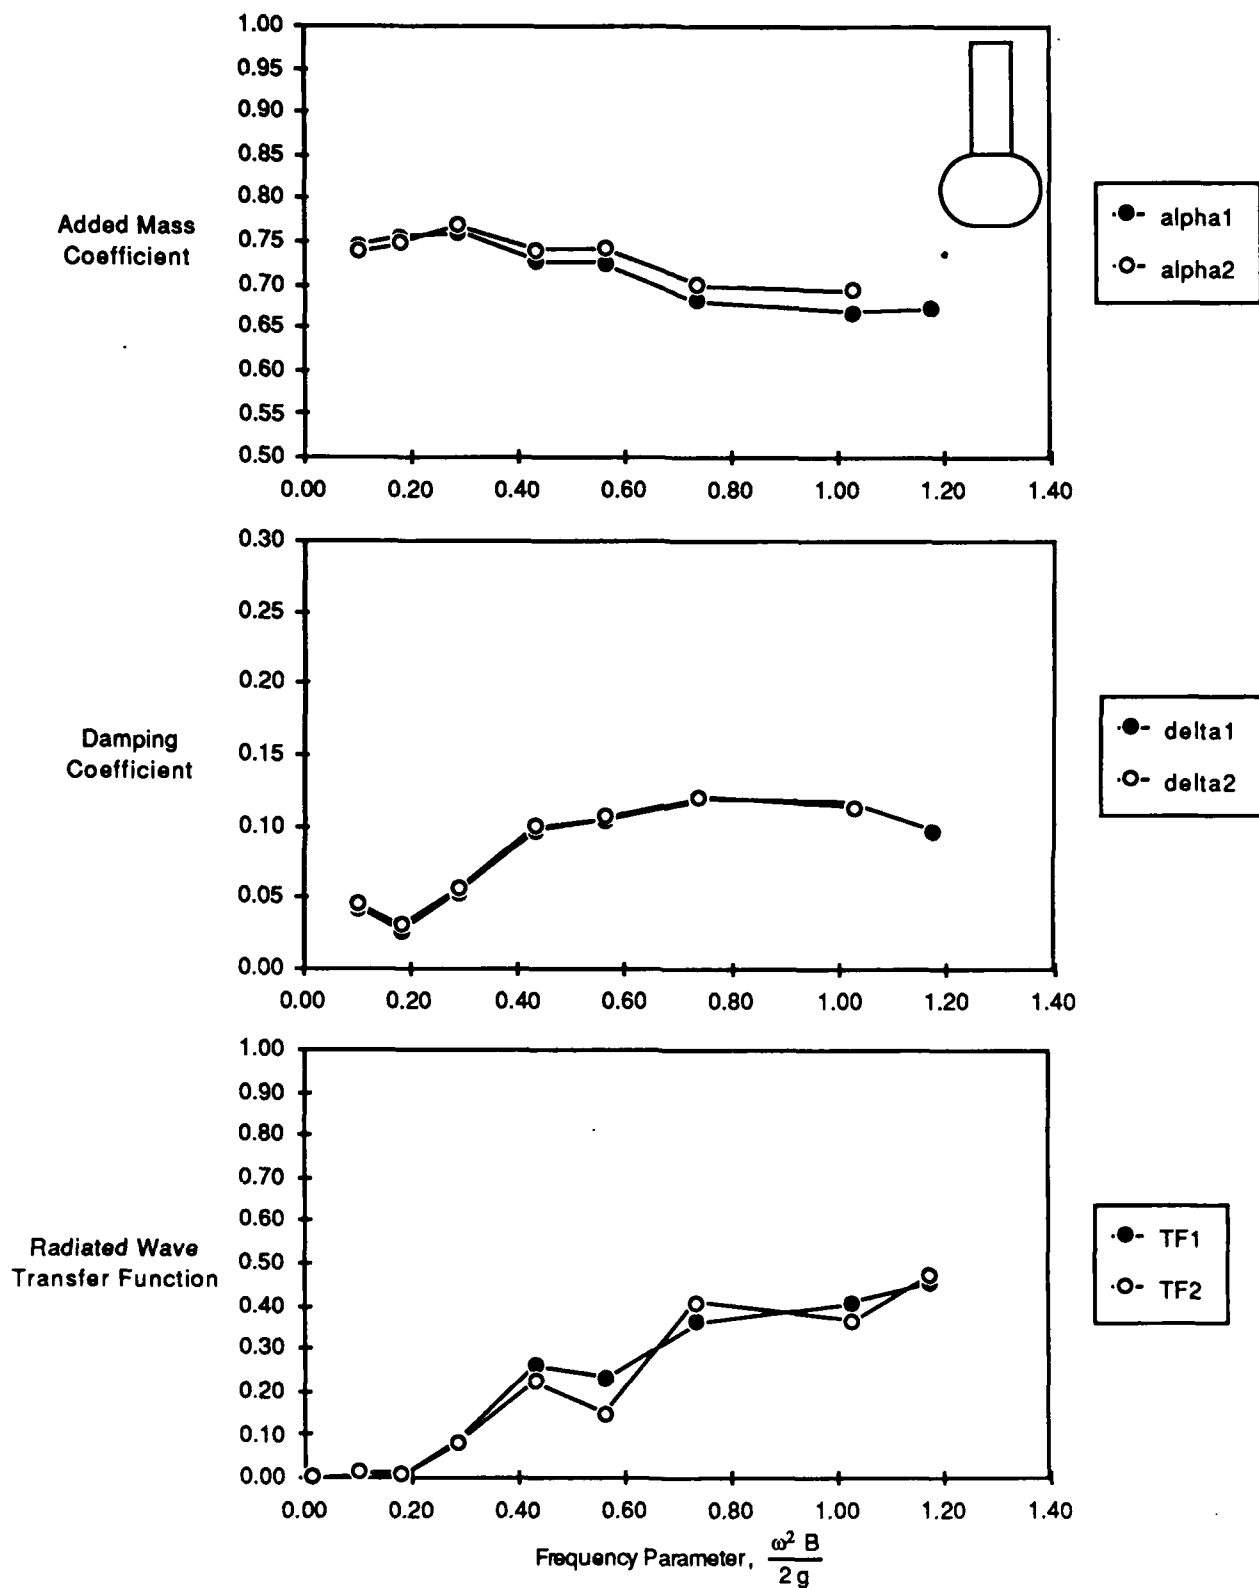 1.00
0.95
0.90
0.85
0.80
0.75
0.70
0.65
0.60
0.55
0.50
Added Mass
Coefficient
0.00 0.20 0.40 0.60 0.80 1.00 1.20 1.40
alpha1
alpha2
0.30
0.25
0.20
0.15
0.10
0.05
0.00
Damping
Coefficient
0.00 0.20 0.40 0.60 0.80 1.00 1.20 1.40
delta1
delta2
1.00
0.90
0.80
0.70
0.60
0.50
0.40
0.30
0.20
0.10
0.00
Radiated Wave
Transfer Function
0.00 0.20 0.40 0.60 0.80 1.00 1.20 1.40
TF1
TF2
Frequency Parameter, ω² B
2 g